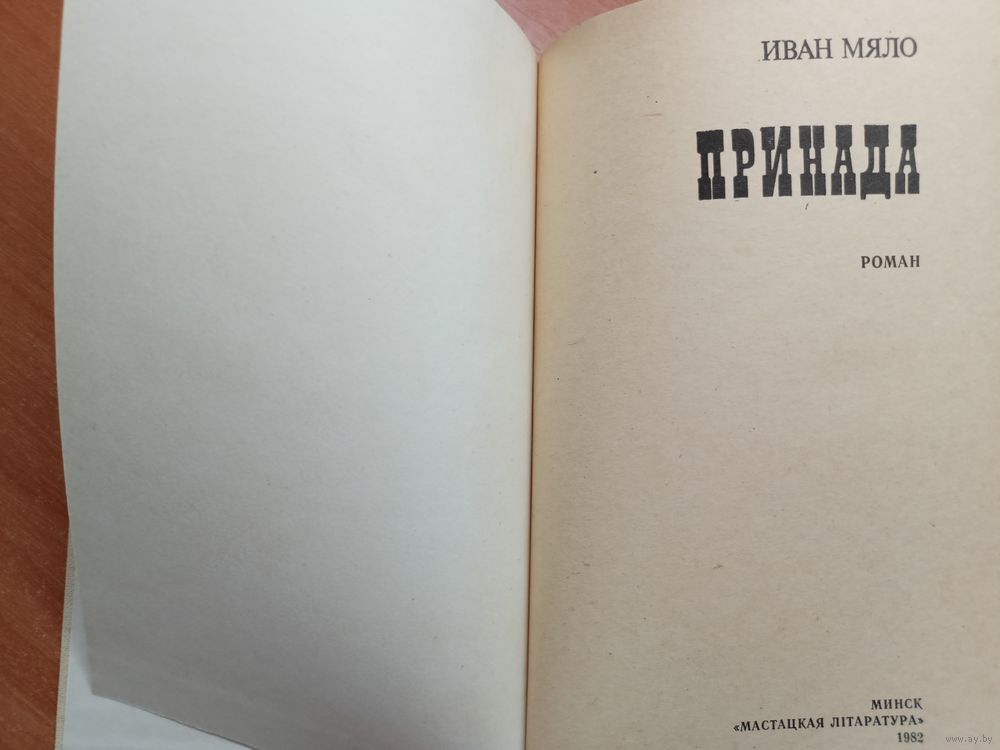 ИВАН МЯЛО
ПРИНАДА
РОМАН
МИНСК
«МАСТАЦКАЯ ЛІТАРАТУРА»
1982
© www.ay.by